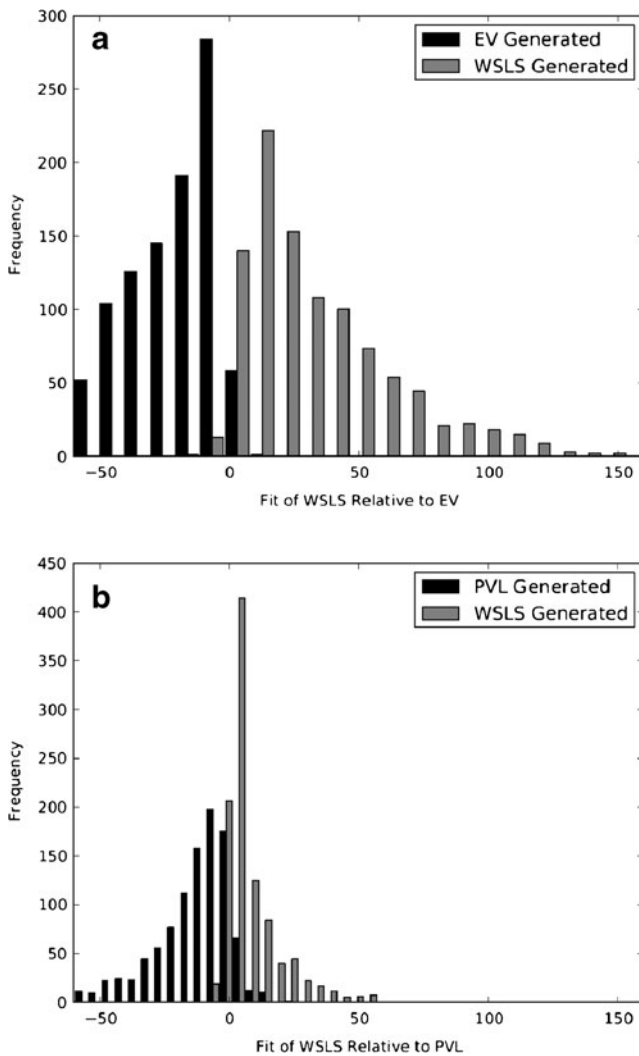 a
EV Generated
WSLS Generated
300
250
200
150
100
50
0
Frequency
−50
0
50
100
150
Fit of WSLS Relative to EV
b
PVL Generated
WSLS Generated
450
400
350
300
250
200
150
100
50
0
Frequency
−50
0
50
100
150
Fit of WSLS Relative to PVL